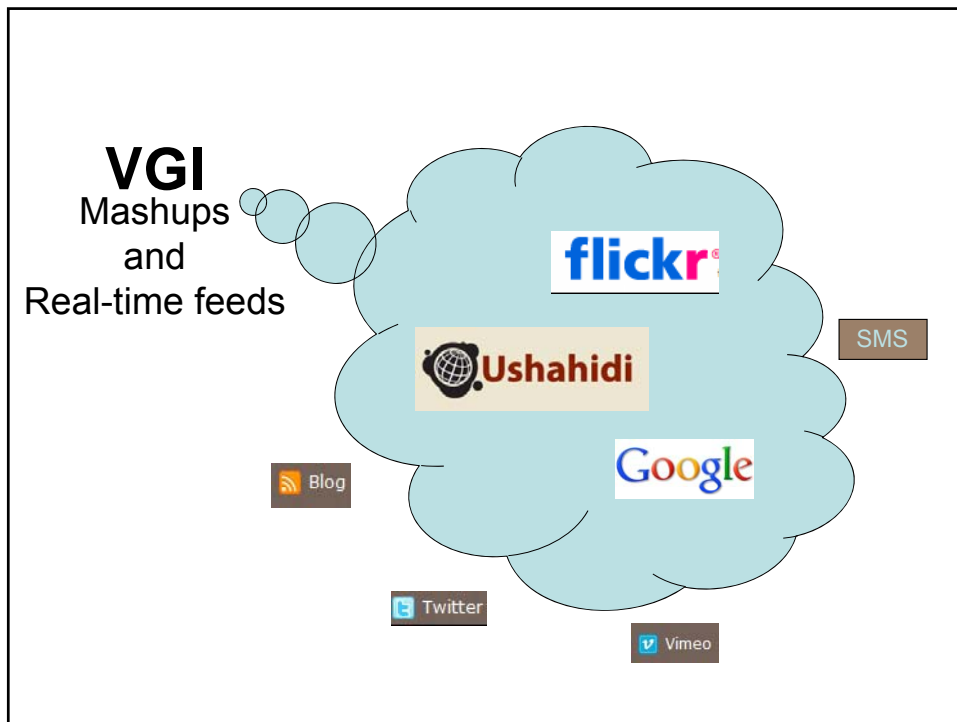 VGI
Mashups
and
Real-time feeds
flickr®
SMS
Ushahidi
Google
Blog
Twitter
Vimeo